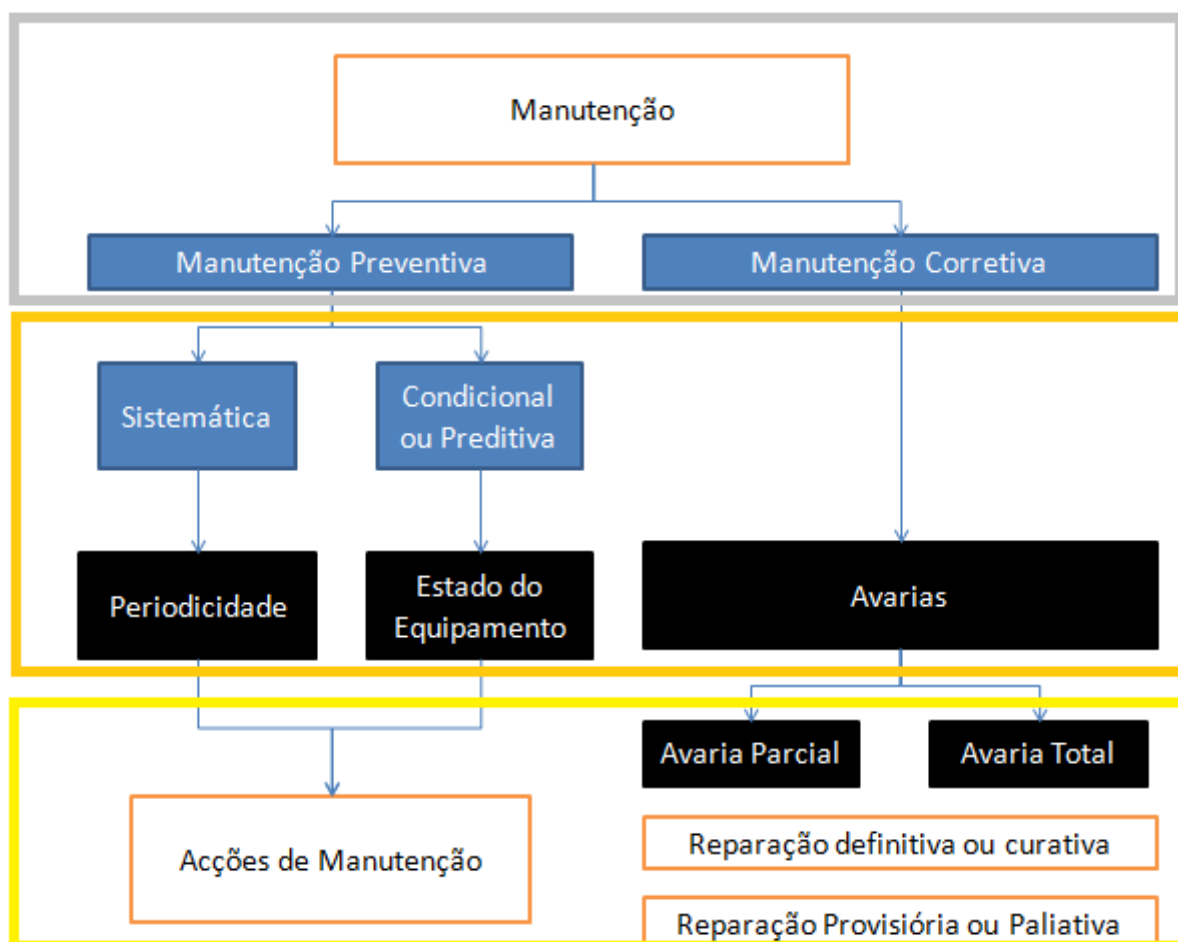 Manutenção
Manutenção Preventiva
Manutenção Corretiva
Sistemática
Condicional
ou Preditiva
Periodicidade
Estado do
Equipamento
Avarias
Avaria Parcial
Avaria Total
Acções de Manutenção
Reparação definitiva ou curativa
Reparação Provisiória ou Paliativa